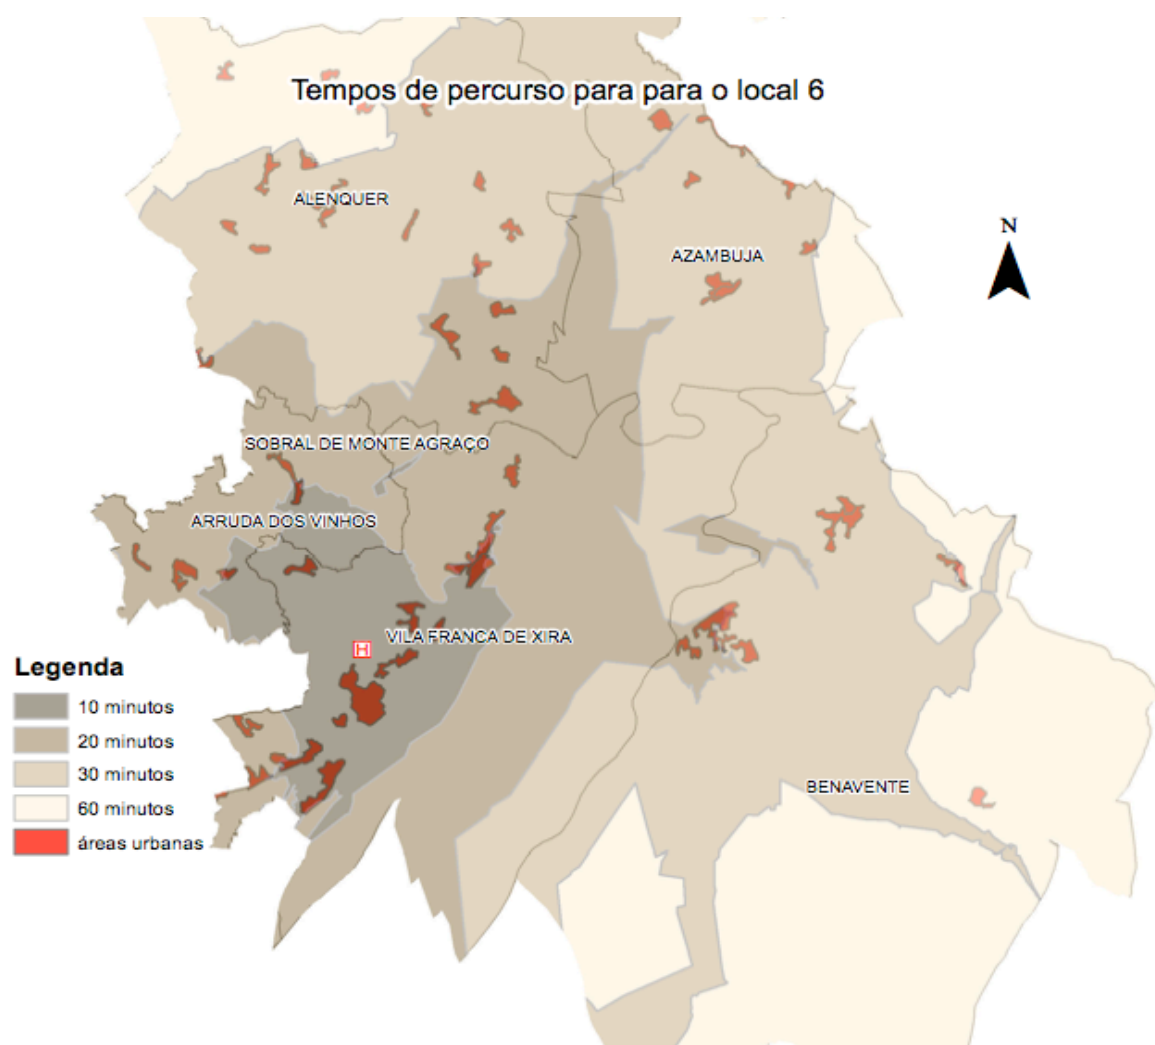 Tempos de percurso para para o local 6
N
ALENQUER
AZAMBUJA
SOBRAL DE MONTE AGRAÇO
ARRUDA DOS VINHOS
VILA FRANCA DE XIRA
H
BENAVENTE
Legenda
10 minutos
20 minutos
30 minutos
60 minutos
áreas urbanas